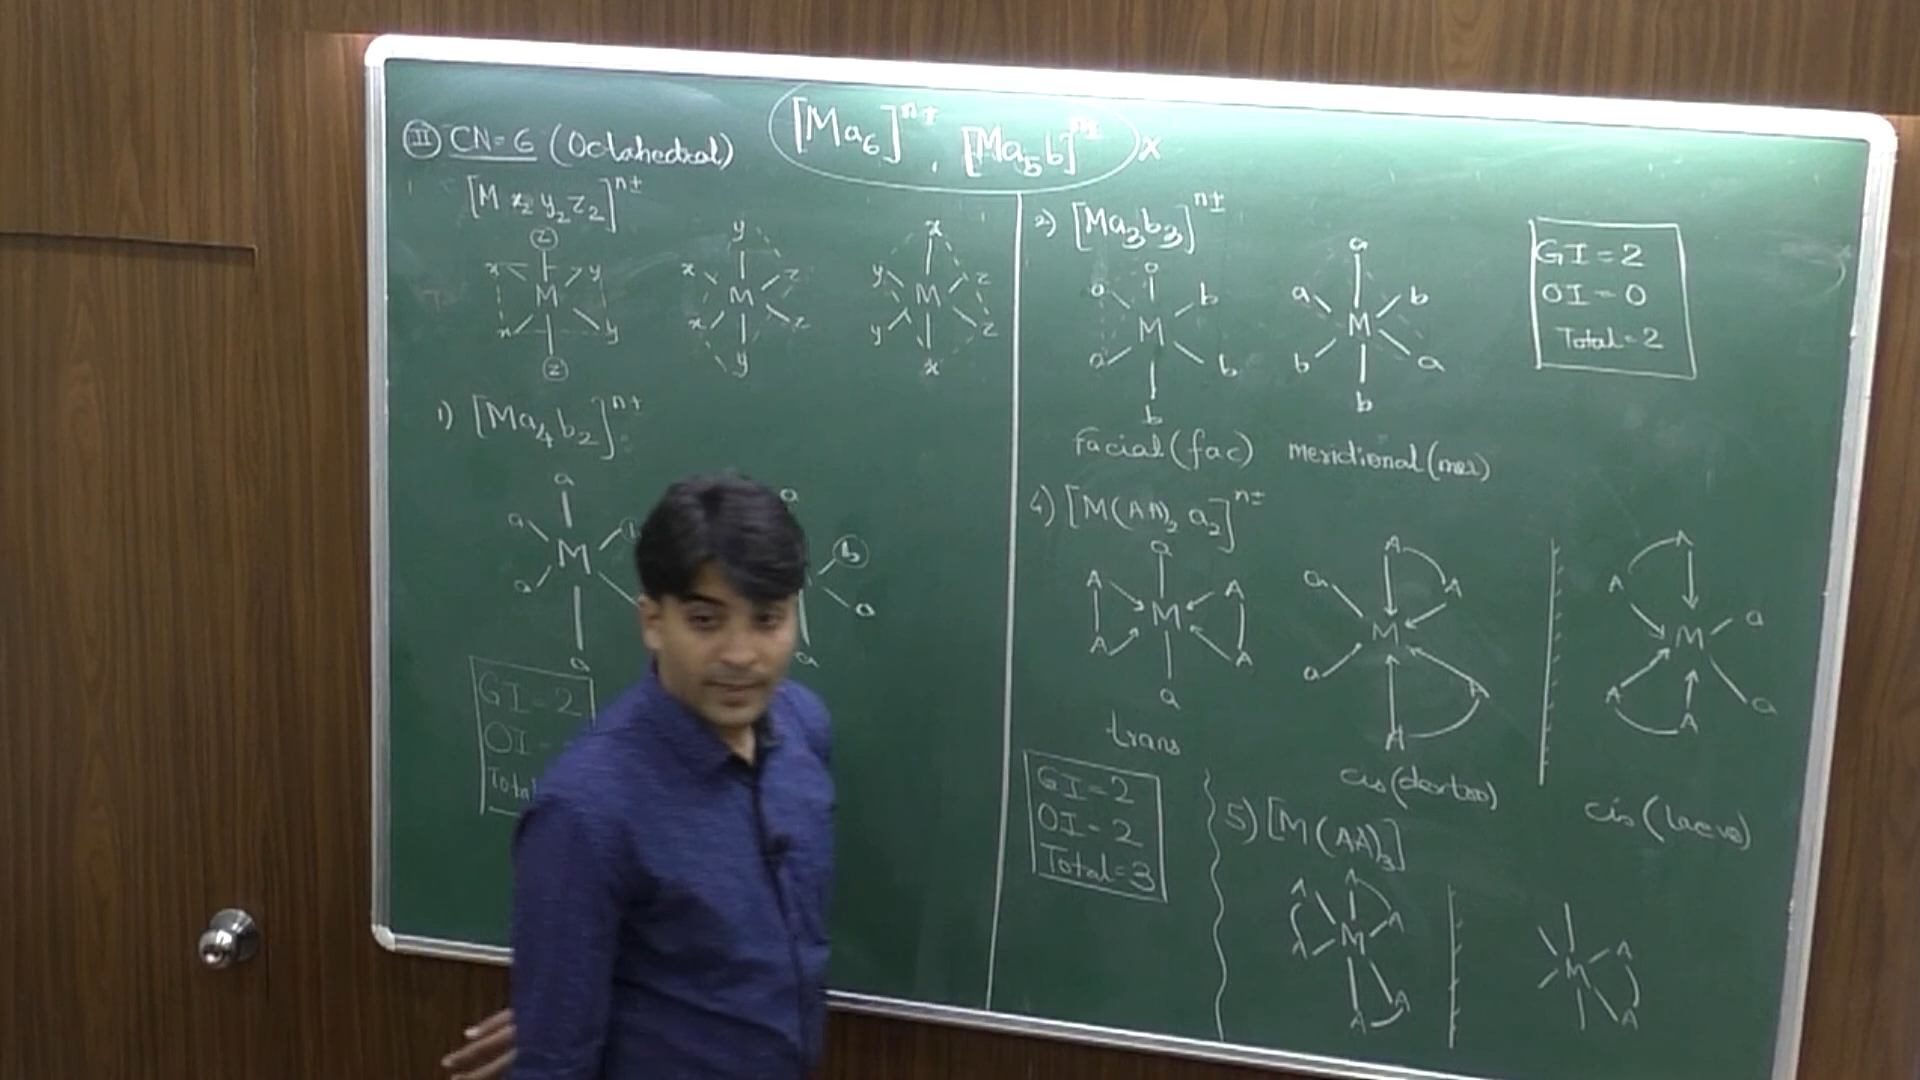 [Ma₆]ⁿ± , [Ma₅b]ⁿ± x
II CN=6 (Octahedral)
[M x₂ y₂ z₂]ⁿ±
z y x
x y x z y z
M M M
x y x z y z
z y x
1) [Ma₄b₂]ⁿ±
a a
a b
M
a a
a a
GI=2
OI
Total
2) [Ma₃b₃]ⁿ±
a a
a b a b
M M
a b b a
b b
facial (fac) meridional (mer)
GI=2
OI=0
Total=2
4) [M(AA)₂ a₂]ⁿ±
a A A
A A a A A a
M M M
A A a A A a
a A A
trans
cis (dextro)
cis (laevo)
GI=2
OI=2
Total=3
5) [M(AA)₃]
A A
A A
M M
A
A A A